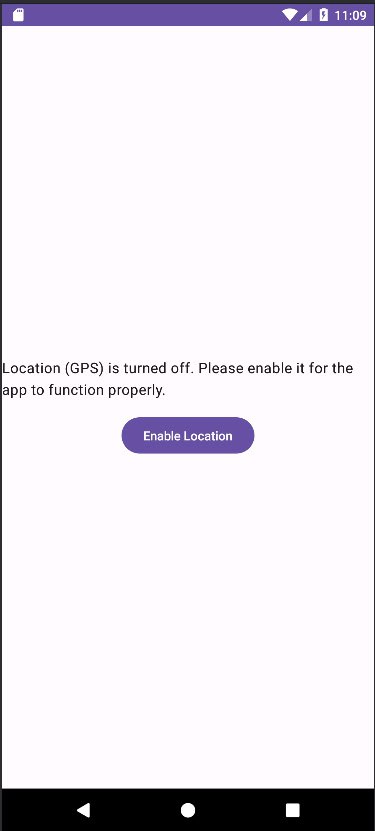 11:09
Location (GPS) is turned off. Please enable it for the
app to function properly.
Enable Location